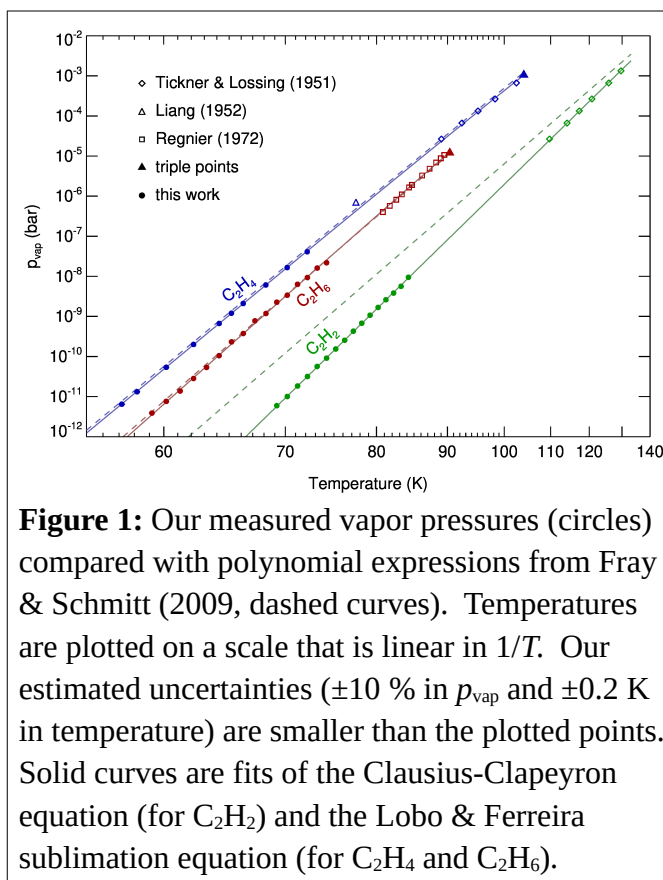 10⁻²
10⁻³
10⁻⁴
10⁻⁵
10⁻⁶
10⁻⁷
10⁻⁸
10⁻⁹
10⁻¹⁰
10⁻¹¹
10⁻¹²
p_vap (bar)
◇ Tickner & Lossing (1951)
△ Liang (1952)
□ Regnier (1972)
▲ triple points
● this work
C₂H₄
C₂H₆
C₂H₂
60 70 80 90 100 110 120 130 140
Temperature (K)
Figure 1: Our measured vapor pressures (circles)
compared with polynomial expressions from Fray
& Schmitt (2009, dashed curves). Temperatures
are plotted on a scale that is linear in 1/T. Our
estimated uncertainties (±10 % in p_vap and ±0.2 K
in temperature) are smaller than the plotted points.
Solid curves are fits of the Clausius-Clapeyron
equation (for C₂H₂) and the Lobo & Ferreira
sublimation equation (for C₂H₄ and C₂H₆).